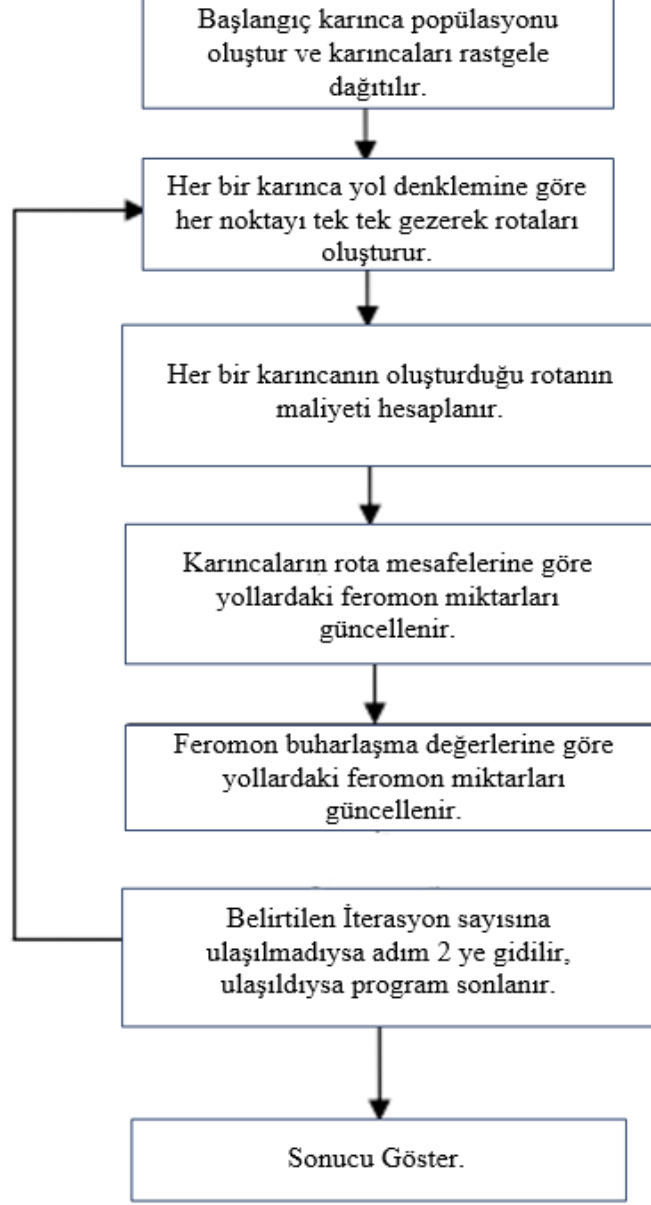 Başlangıç karınca popülasyonu
oluştur ve karıncaları rastgele
dağıtılır.
Her bir karınca yol denklemine göre
her noktayı tek tek gezerek rotaları
oluşturur.
Her bir karıncanın oluşturduğu rotanın
maliyeti hesaplanır.
Karıncaların rota mesafelerine göre
yollardaki feromon miktarları
güncellenir.
Feromon buharlaşma değerlerine göre
yollardaki feromon miktarları
güncellenir.
Belirtilen İterasyon sayısına
ulaşılmadıysa adım 2 ye gidilir,
ulaşıldıysa program sonlanır.
Sonucu Göster.